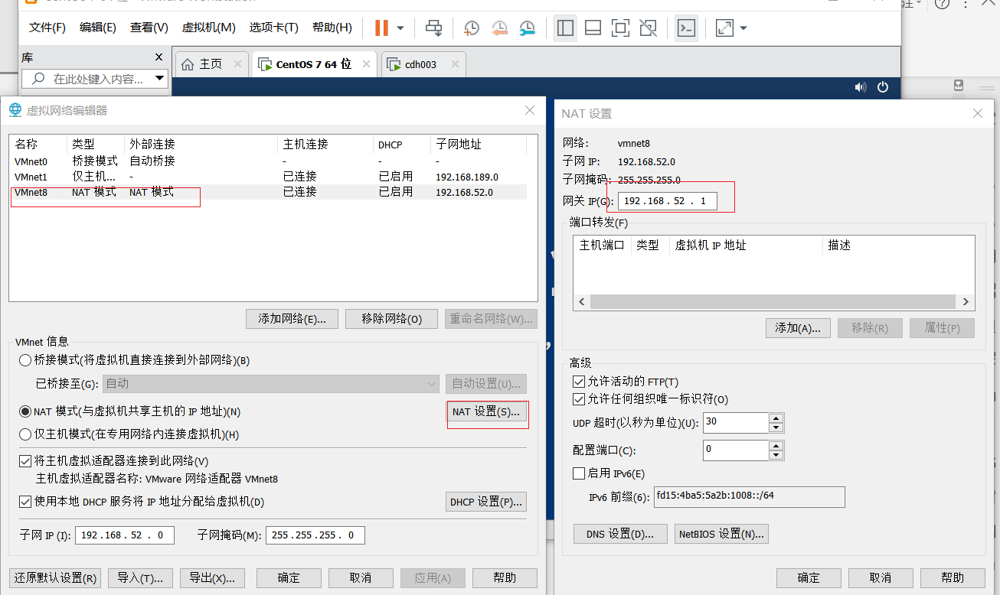 CentOS 7 64 位 - VMware Workstation
文件(F) 编辑(E) 查看(V) 虚拟机(M) 选项卡(T) 帮助(H)
库
在此处键入内容...
主页
CentOS 7 64 位
cdh003
虚拟网络编辑器
名称 类型 外部连接 主机连接 DHCP 子网地址
VMnet0 桥接模式 自动桥接 - - -
VMnet1 仅主机... - 已连接 已启用 192.168.189.0
VMnet8 NAT 模式 NAT 模式 已连接 已启用 192.168.52.0
添加网络(E)... 移除网络(O) 重命名网络(W)...
VMnet 信息
桥接模式(将虚拟机直接连接到外部网络)(B)
已桥接至(G): 自动 自动设置(U)...
NAT 模式(与虚拟机共享主机的 IP 地址)(N) NAT 设置(S)...
仅主机模式(在专用网络内连接虚拟机)(H)
将主机虚拟适配器连接到此网络(V)
主机虚拟适配器名称: VMware 网络适配器 VMnet8
使用本地 DHCP 服务将 IP 地址分配给虚拟机(D) DHCP 设置(P)...
子网 IP (I): 192.168.52.0 子网掩码(M): 255.255.255.0
还原默认设置(R) 导入(T)... 导出(X)... 确定 取消 应用(A) 帮助
NAT 设置
网络: vmnet8
子网 IP: 192.168.52.0
子网掩码: 255.255.255.0
网关 IP(G): 192.168.52.1
端口转发(F)
主机端口 类型 虚拟机 IP 地址 描述
添加(A)... 移除(R) 属性(P)
高级
允许活动的 FTP(T)
允许任何组织唯一标识符(O)
UDP 超时(以秒为单位)(U): 30
配置端口(C): 0
启用 IPv6(E)
IPv6 前缀(6): fd15:4ba5:5a2b:1008::/64
DNS 设置(D)... NetBIOS 设置(N)...
确定 取消 帮助